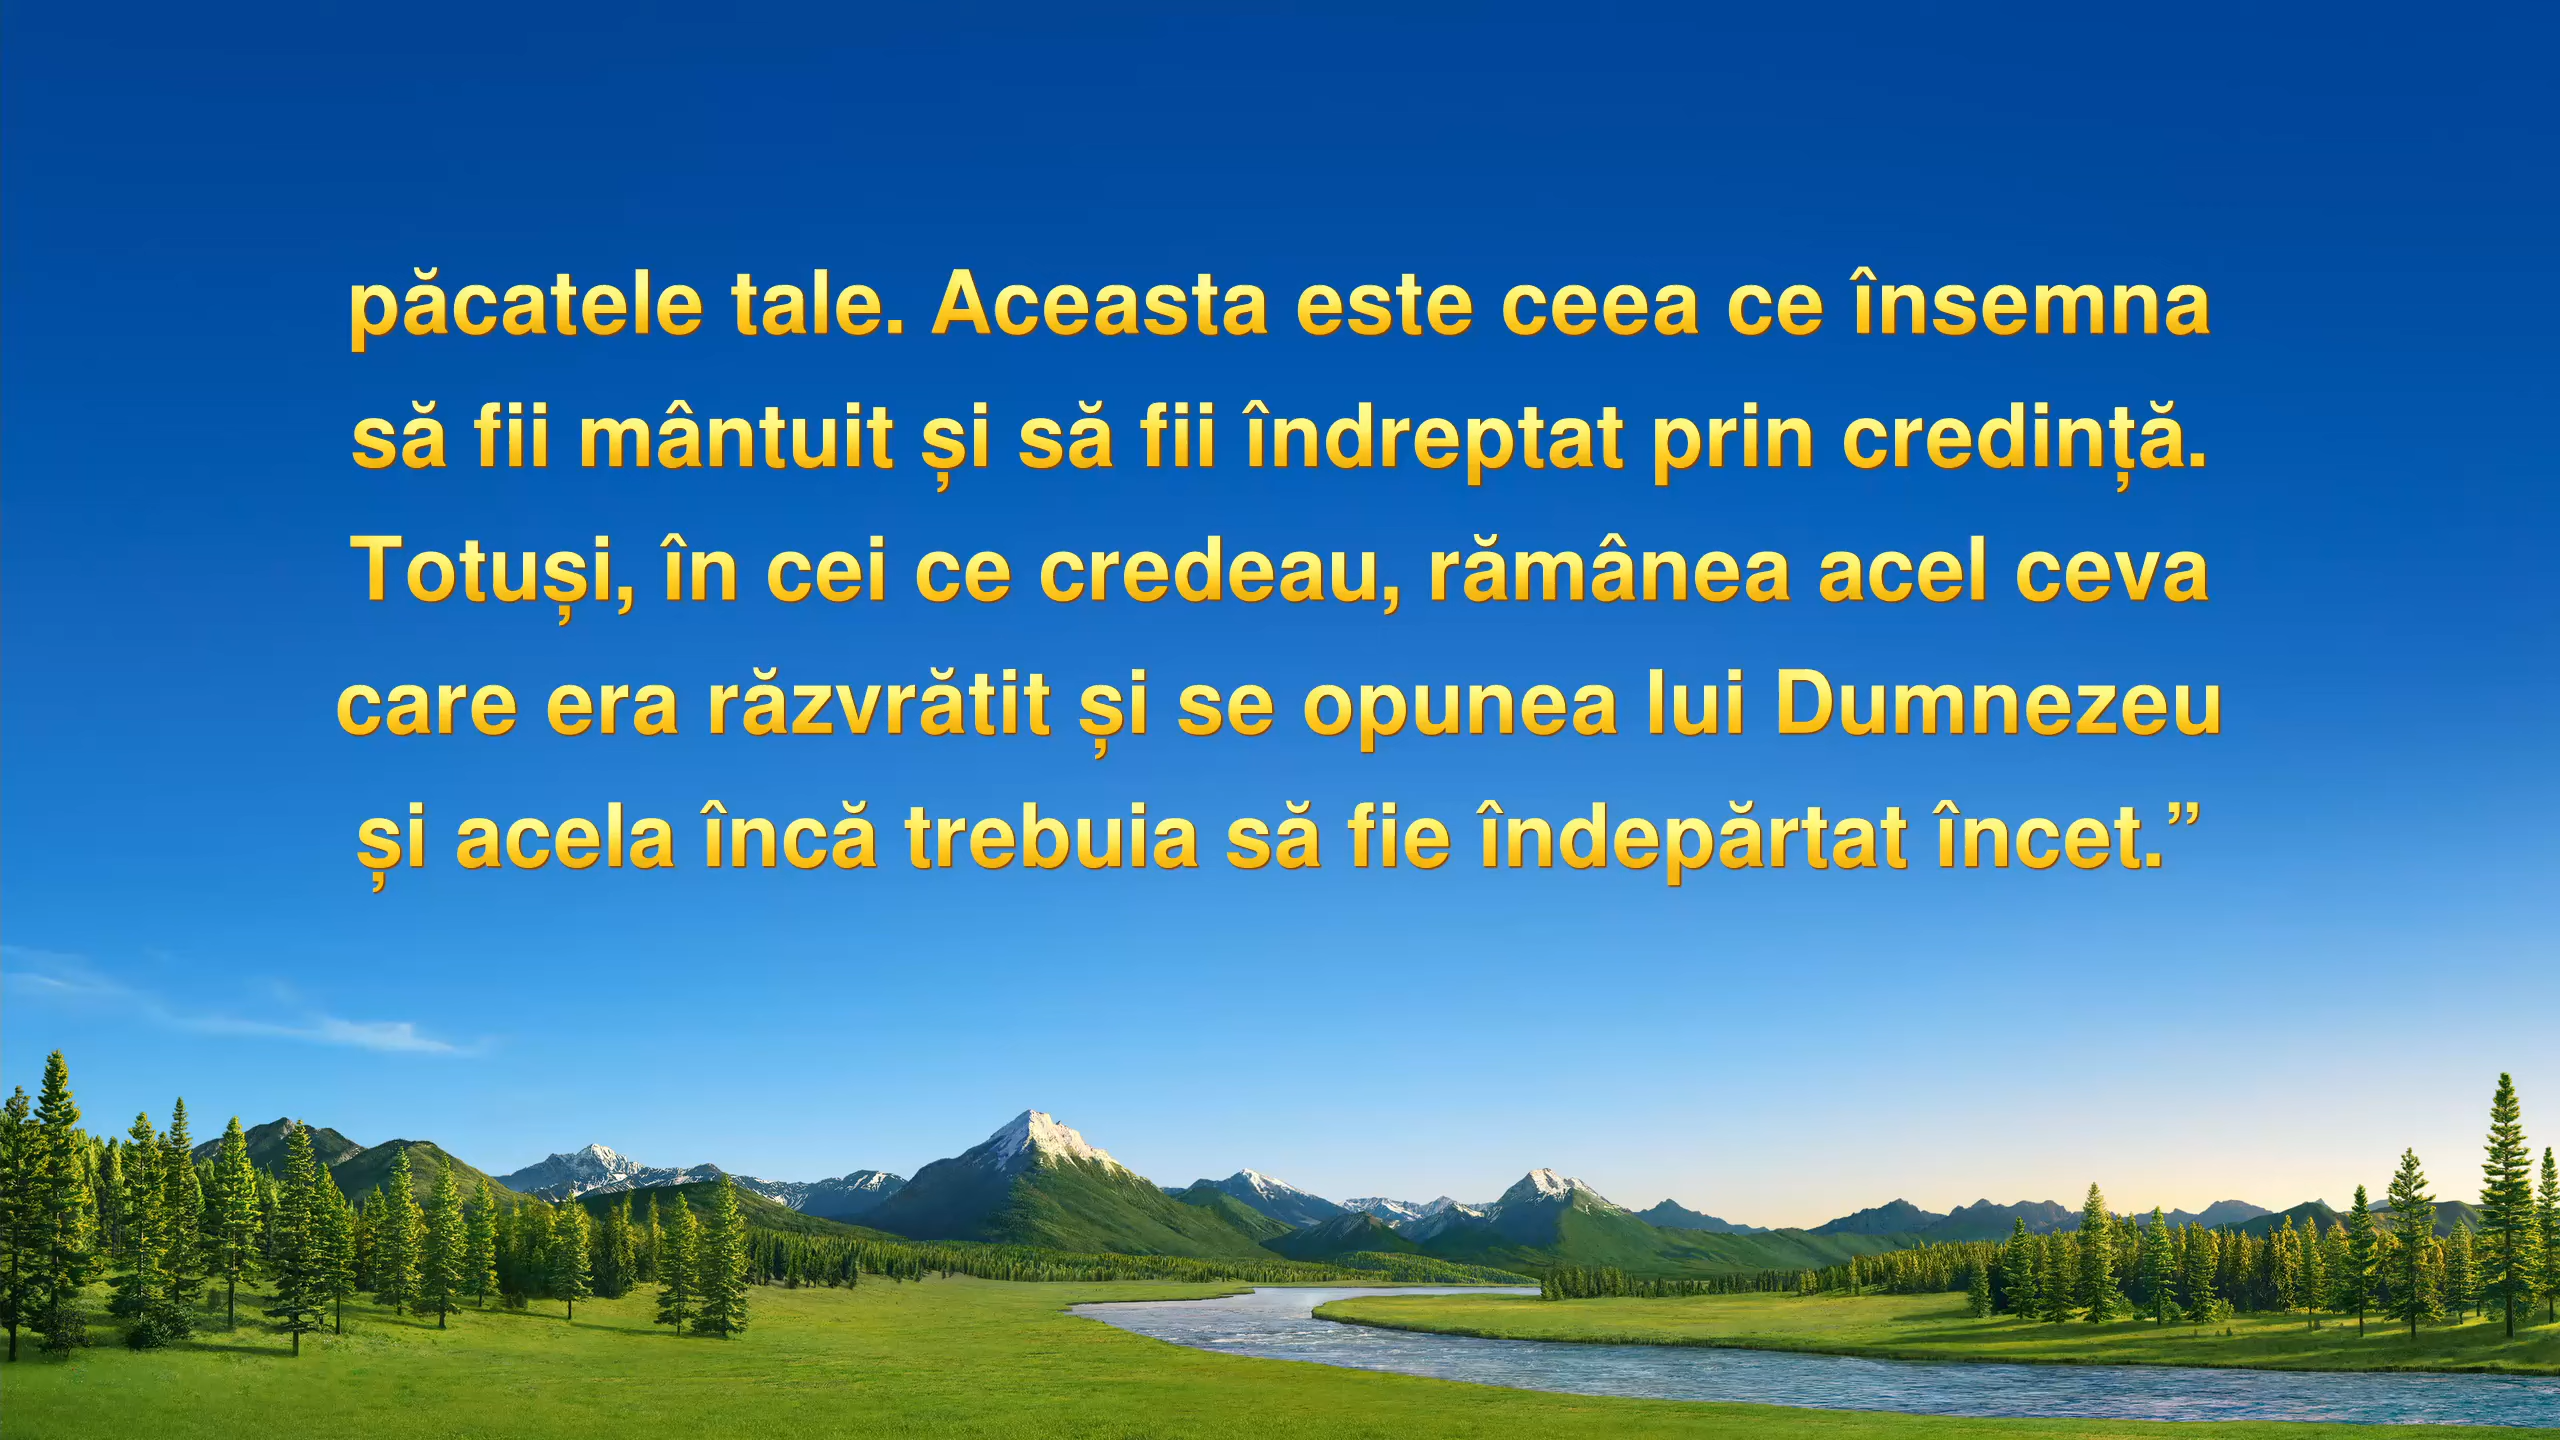 păcatele tale. Aceasta este ceea ce însemna
să fii mântuit și să fii îndreptat prin credință.
Totuși, în cei ce credeau, rămânea acel ceva
care era răzvrătit și se opunea lui Dumnezeu
și acela încă trebuia să fie îndepărtat încet.”